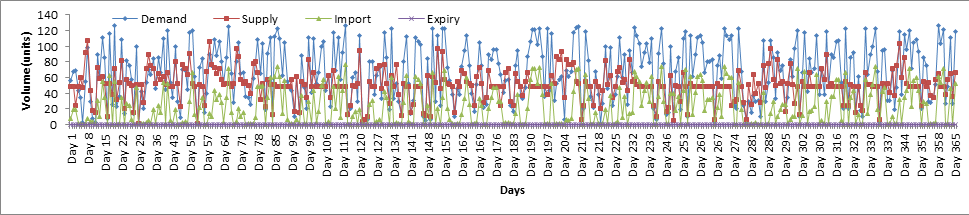 Demand Supply Import Expiry
Volume(units)
140
120
100
80
60
40
20
0
Day 1
Day 8
Day 15
Day 22
Day 29
Day 36
Day 43
Day 50
Day 57
Day 64
Day 71
Day 78
Day 85
Day 92
Day 99
Day 106
Day 113
Day 120
Day 127
Day 134
Day 141
Day 148
Day 155
Day 162
Day 169
Day 176
Day 183
Day 190
Day 197
Day 204
Day 211
Day 218
Day 225
Day 232
Day 239
Day 246
Day 253
Day 260
Day 267
Day 274
Day 281
Day 288
Day 295
Day 302
Day 309
Day 316
Day 323
Day 330
Day 337
Day 344
Day 351
Day 358
Day 365
Days